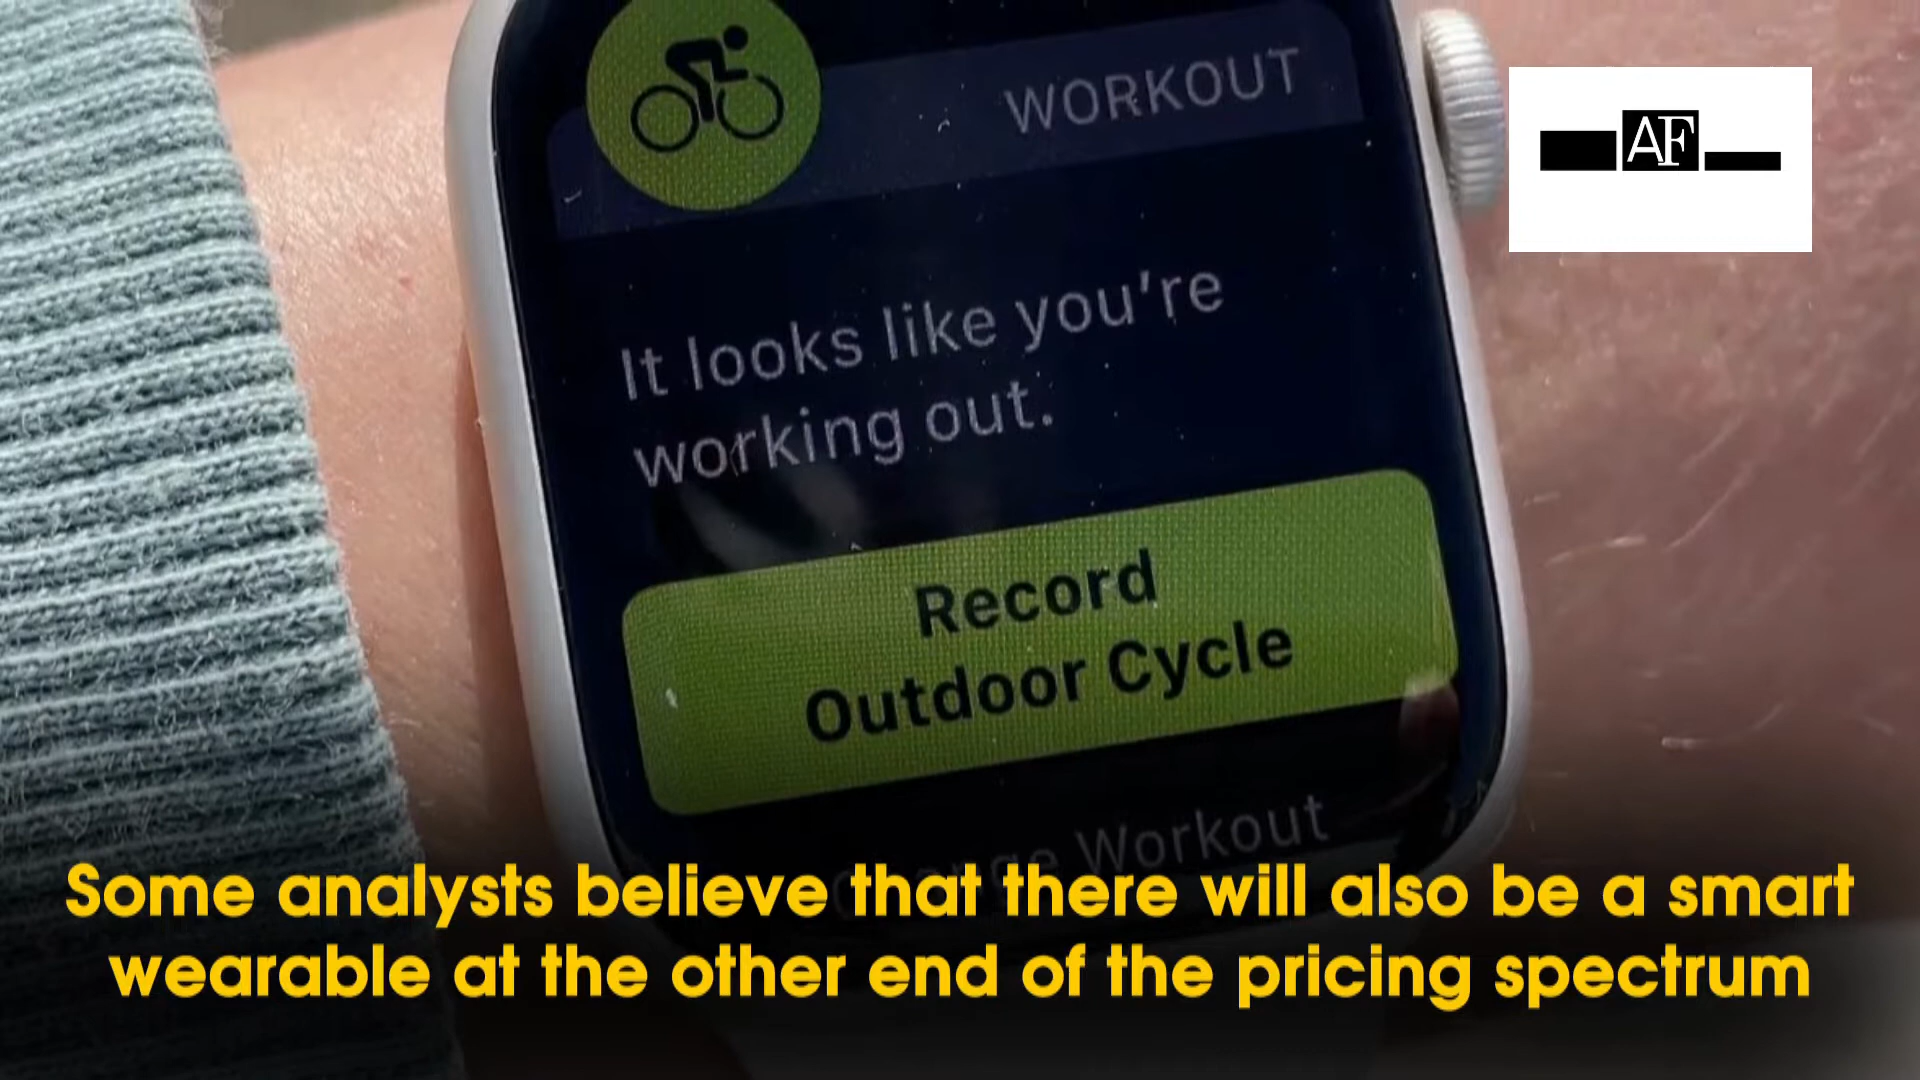 WORKOUT
AF
It looks like you're
working out.
Record
Outdoor Cycle
Workout
Some analysts believe that there will also be a smart
wearable at the other end of the pricing spectrum